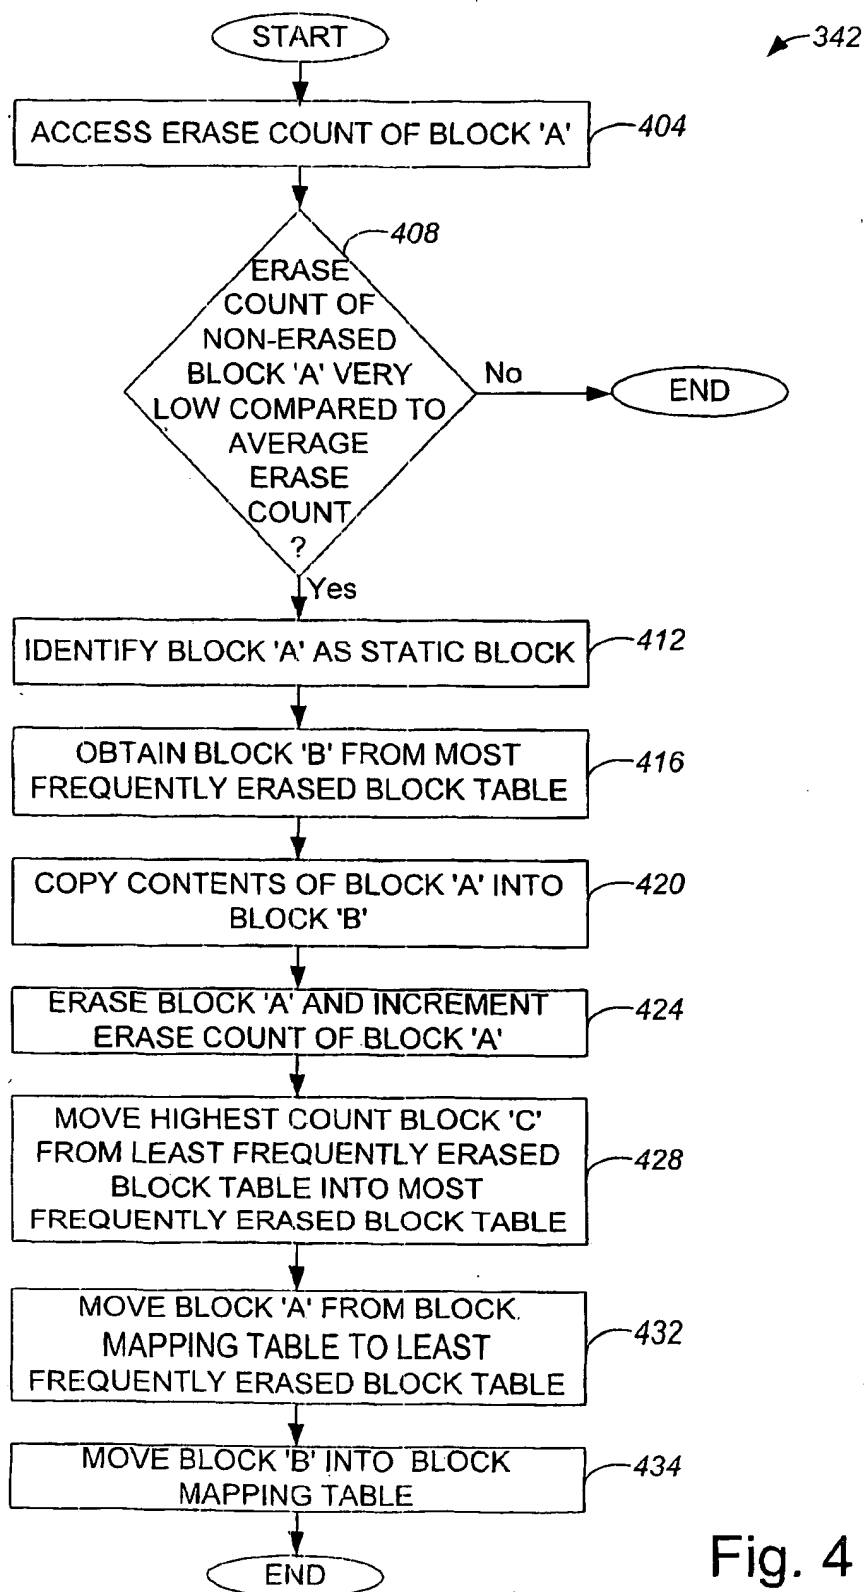 START
342
ACCESS ERASE COUNT OF BLOCK 'A'
404
408
ERASE
COUNT OF
NON-ERASED
BLOCK 'A' VERY
LOW COMPARED TO
AVERAGE
ERASE
COUNT
?
No
END
Yes
IDENTIFY BLOCK 'A' AS STATIC BLOCK
412
OBTAIN BLOCK 'B' FROM MOST
FREQUENTLY ERASED BLOCK TABLE
416
COPY CONTENTS OF BLOCK 'A' INTO
BLOCK 'B'
420
ERASE BLOCK 'A' AND INCREMENT
ERASE COUNT OF BLOCK 'A'
424
MOVE HIGHEST COUNT BLOCK 'C'
FROM LEAST FREQUENTLY ERASED
BLOCK TABLE INTO MOST
FREQUENTLY ERASED BLOCK TABLE
428
MOVE BLOCK 'A' FROM BLOCK
MAPPING TABLE TO LEAST
FREQUENTLY ERASED BLOCK TABLE
432
MOVE BLOCK 'B' INTO BLOCK
MAPPING TABLE
434
END
Fig. 4